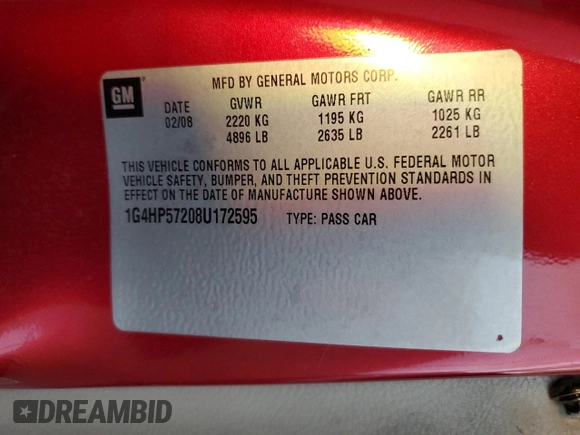 MFD BY GENERAL MOTORS CORP.
GM
DATE GVWR GAWR FRT GAWR RR
02/08 2220 KG 1195 KG 1025 KG
4896 LB 2635 LB 2261 LB
THIS VEHICLE CONFORMS TO ALL APPLICABLE U.S. FEDERAL MOTOR
VEHICLE SAFETY, BUMPER, AND THEFT PREVENTION STANDARDS IN
EFFECT ON THE DATE OF MANUFACTURE SHOWN ABOVE.
1G4HP57208U172595 TYPE: PASS CAR
DREAMBID